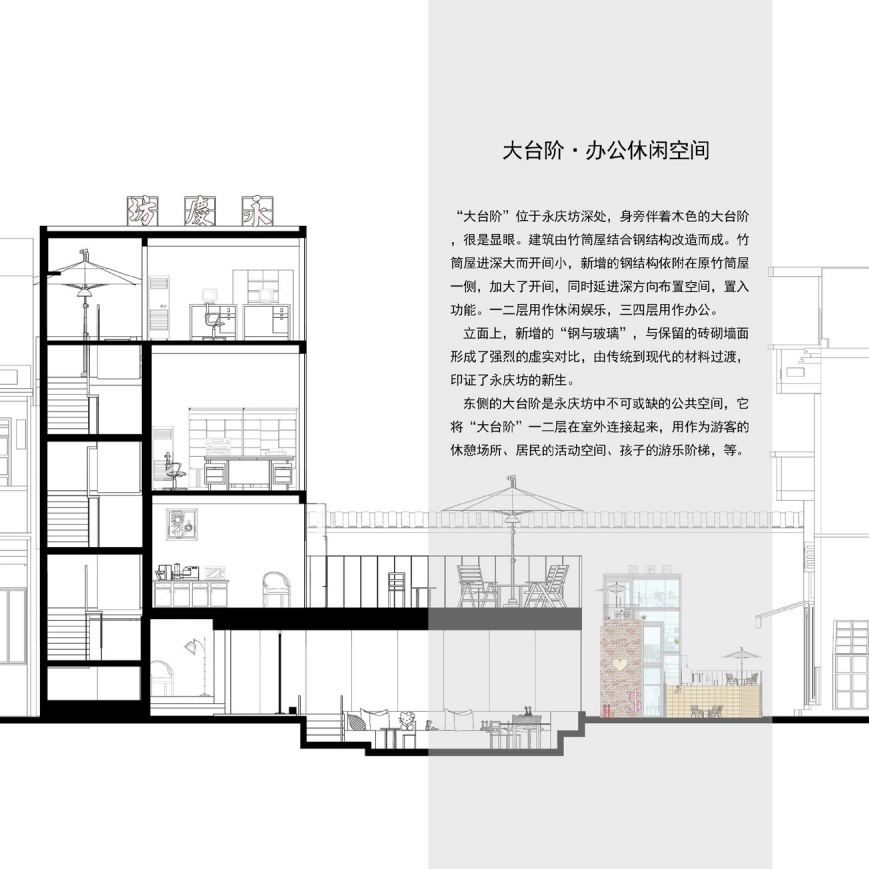 大台阶·办公休闲空间
坊慶永
“大台阶”位于永庆坊深处，身旁伴着木色的大台阶
，很是显眼。建筑由竹筒屋结合钢结构改造而成。竹
筒屋进深大而开间小，新增的钢结构依附在原竹筒屋
一侧，加大了开间，同时延进深方向布置空间，置入
功能。一二层用作休闲娱乐，三四层用作办公。
立面上，新增的“钢与玻璃”，与保留的砖砌墙面
形成了强烈的虚实对比，由传统到现代的材料过渡，
印证了永庆坊的新生。
东侧的大台阶是永庆坊中不可或缺的公共空间，它
将“大台阶”一二层在室外连接起来，用作为游客的
休憩场所、居民的活动空间、孩子的游乐阶梯，等。